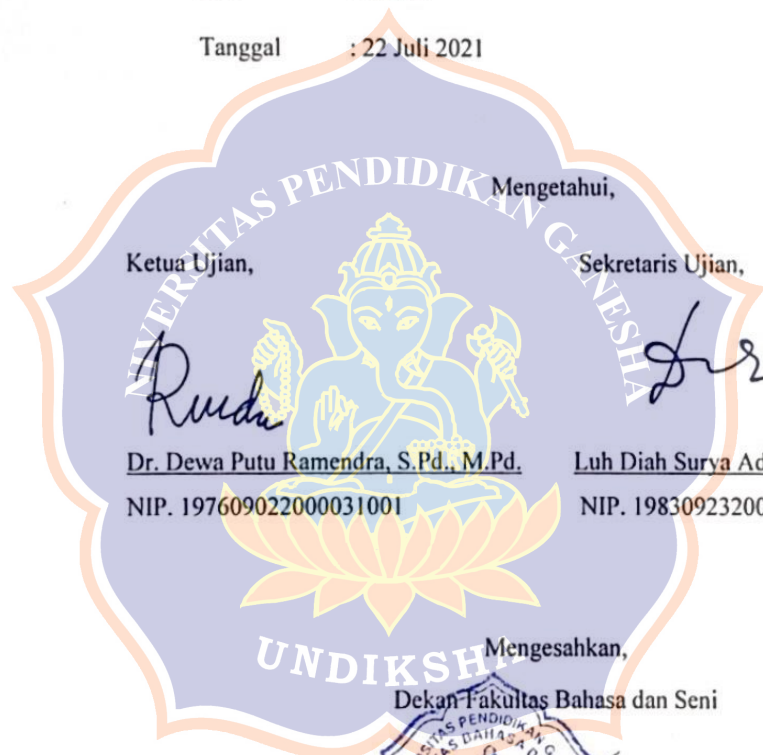 Tanggal : 22 Juli 2021
UNIVERSITAS PENDIDIKAN GANESHA
Mengetahui,
Ketua Ujian, Sekretaris Ujian,
Dr. Dewa Putu Ramendra, S.Pd., M.Pd. Luh Diah Surya Ad
NIP. 197609022000031001 NIP. 1983092320
UNDIKSHA
Mengesahkan,
Dekan Fakultas Bahasa dan Seni